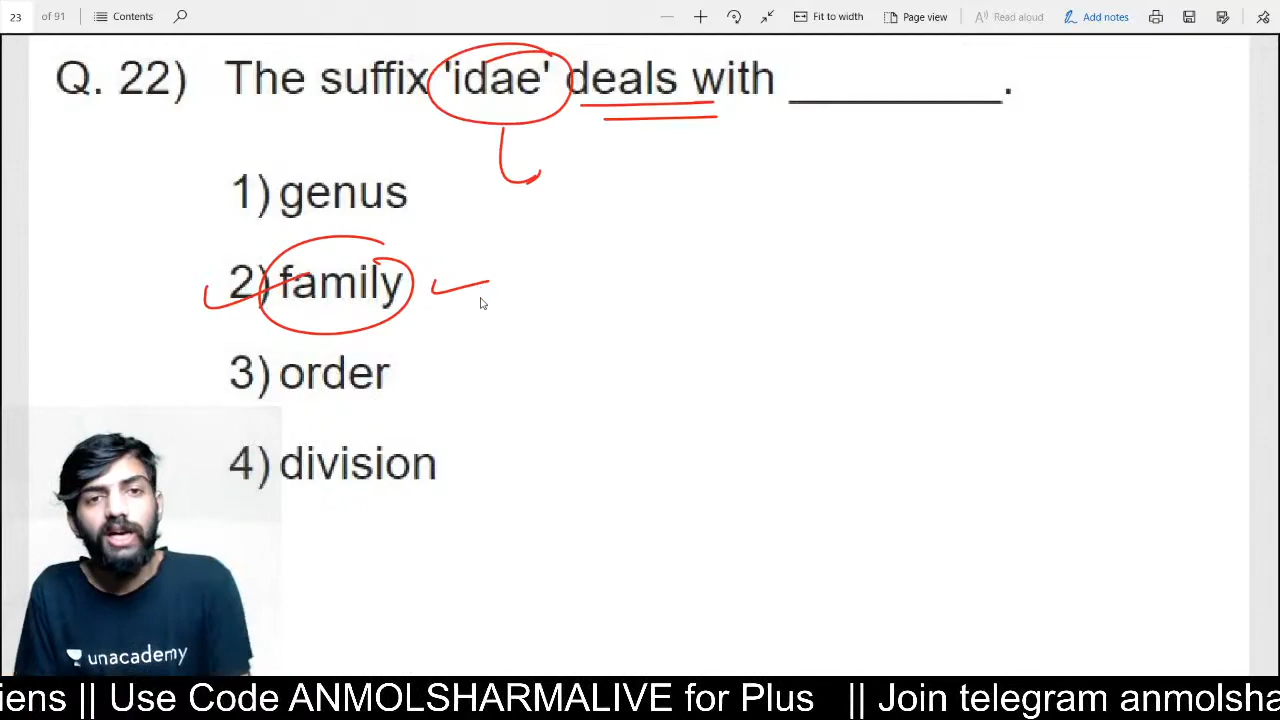 23 of 91 Contents Fit to width Page view Read aloud Add notes
Q. 22) The suffix 'idae' deals with _________.
1) genus
2) family
3) order
4) division
unacademy
iens || Use Code ANMOLSHARMALIVE for Plus || Join telegram anmolsha